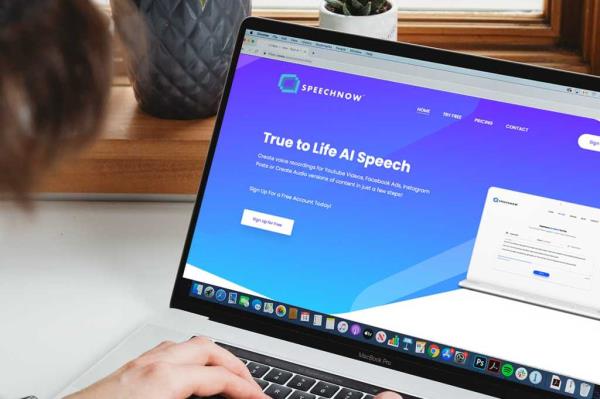 SPEECHNOW
HOME TRY FREE PRICING CONTACT
Sign
True to Life AI Speech
Create voice recordings for Youtube Videos, Facebook Ads, Instagram
Posts or Create Audio versions of content in just a few steps!
Sign Up For a Free Account Today!
Sign Up for Free
SPEECHNOW
MacBook Pro
Ps